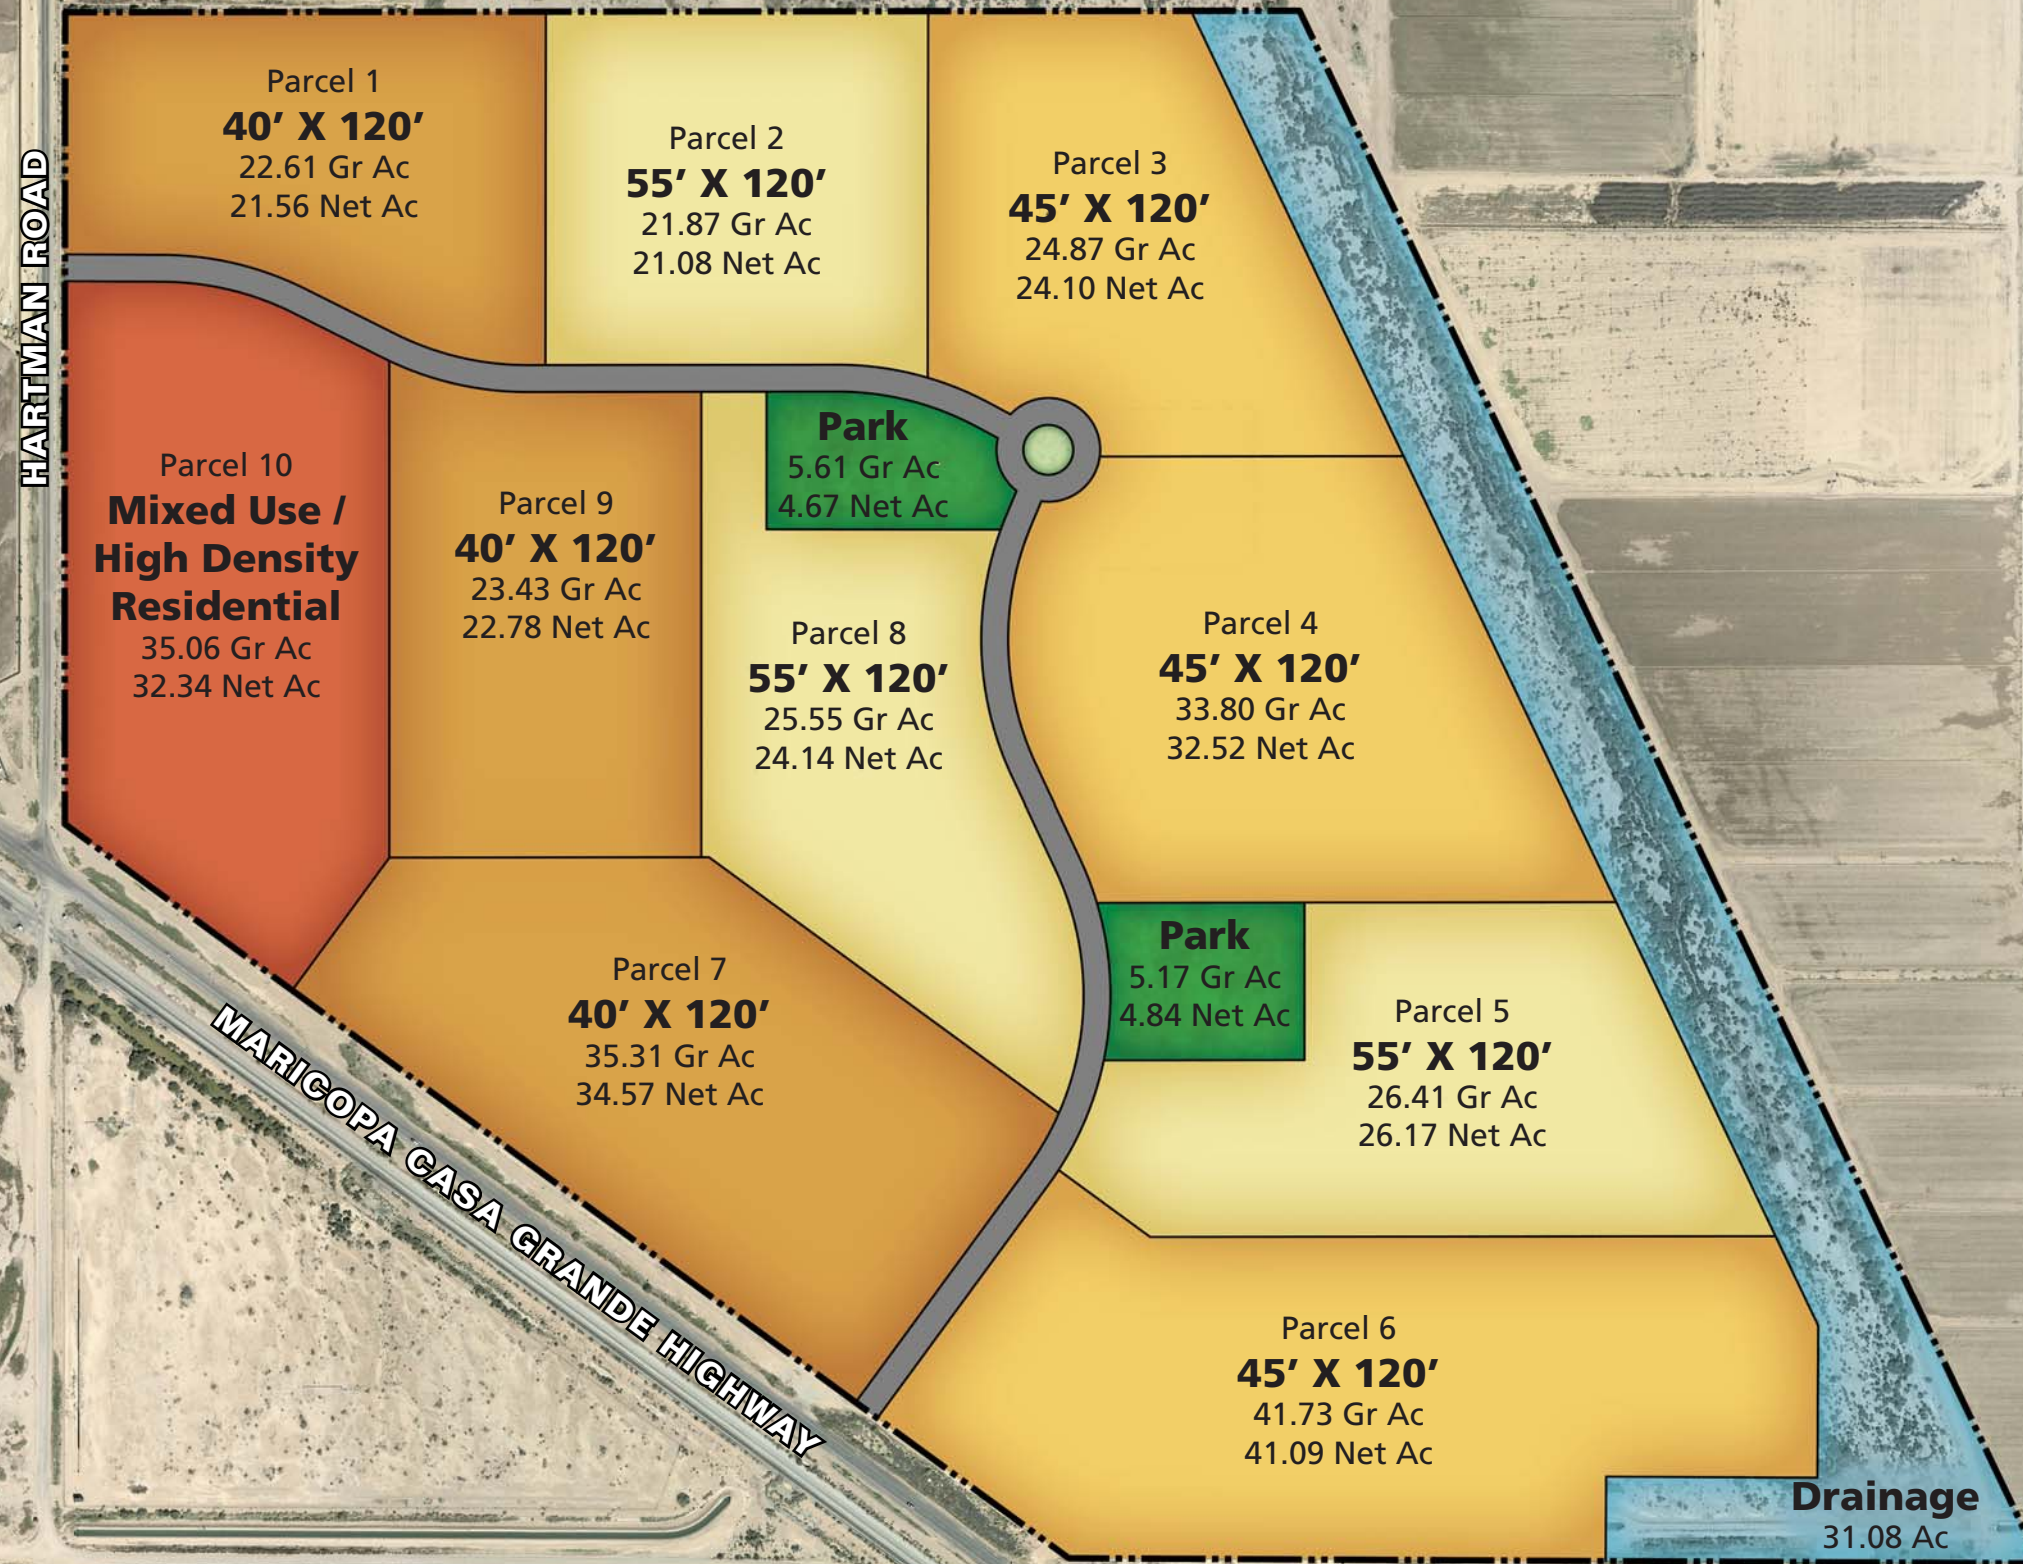 HARTMAN ROAD
Parcel 1
40' X 120'
22.61 Gr Ac
21.56 Net Ac
Parcel 2
55' X 120'
21.87 Gr Ac
21.08 Net Ac
Parcel 3
45' X 120'
24.87 Gr Ac
24.10 Net Ac
Parcel 10
Mixed Use /
High Density
Residential
35.06 Gr Ac
32.34 Net Ac
Parcel 9
40' X 120'
23.43 Gr Ac
22.78 Net Ac
Park
5.61 Gr Ac
4.67 Net Ac
Parcel 8
55' X 120'
25.55 Gr Ac
24.14 Net Ac
Parcel 4
45' X 120'
33.80 Gr Ac
32.52 Net Ac
Parcel 7
40' X 120'
35.31 Gr Ac
34.57 Net Ac
Park
5.17 Gr Ac
4.84 Net Ac
Parcel 5
55' X 120'
26.41 Gr Ac
26.17 Net Ac
MARICOPA CASA GRANDE HIGHWAY
Parcel 6
45' X 120'
41.73 Gr Ac
41.09 Net Ac
Drainage
31.08 Ac